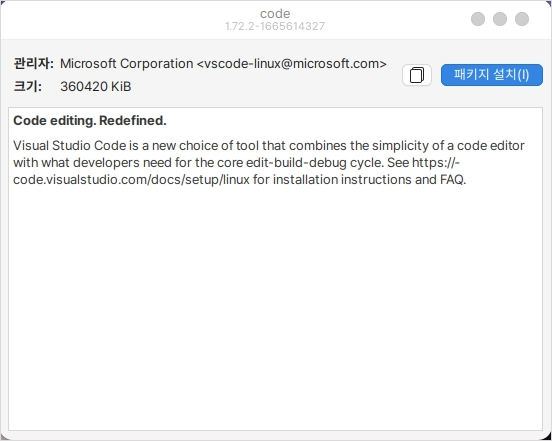 code
1.72.2-1665614327
관리자: Microsoft Corporation <vscode-linux@microsoft.com>
크기: 360420 KiB
패키지 설치(I)
Code editing. Redefined.
Visual Studio Code is a new choice of tool that combines the simplicity of a code editor
with what developers need for the core edit-build-debug cycle. See https://-
code.visualstudio.com/docs/setup/linux for installation instructions and FAQ.